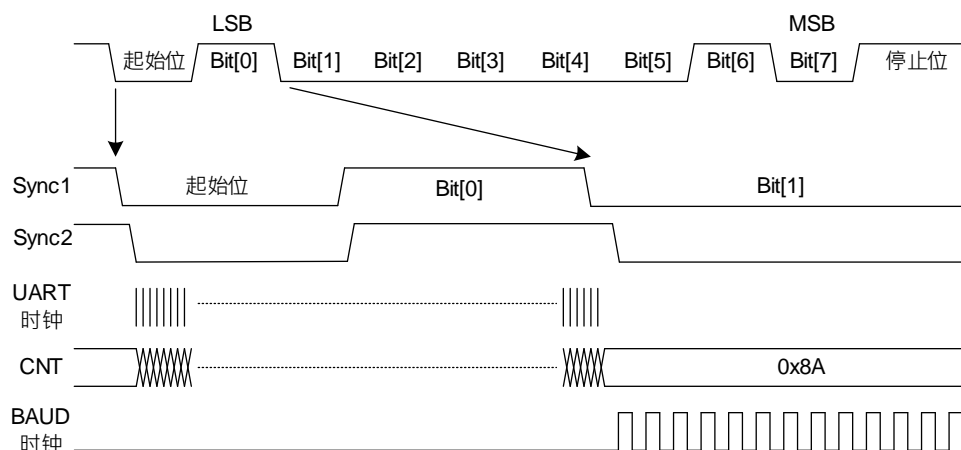 LSB MSB
起始位 Bit[0] Bit[1] Bit[2] Bit[3] Bit[4] Bit[5] Bit[6] Bit[7] 停止位
Sync1 起始位 Bit[0] Bit[1]
Sync2
UART
时钟
CNT 0x8A
BAUD
时钟